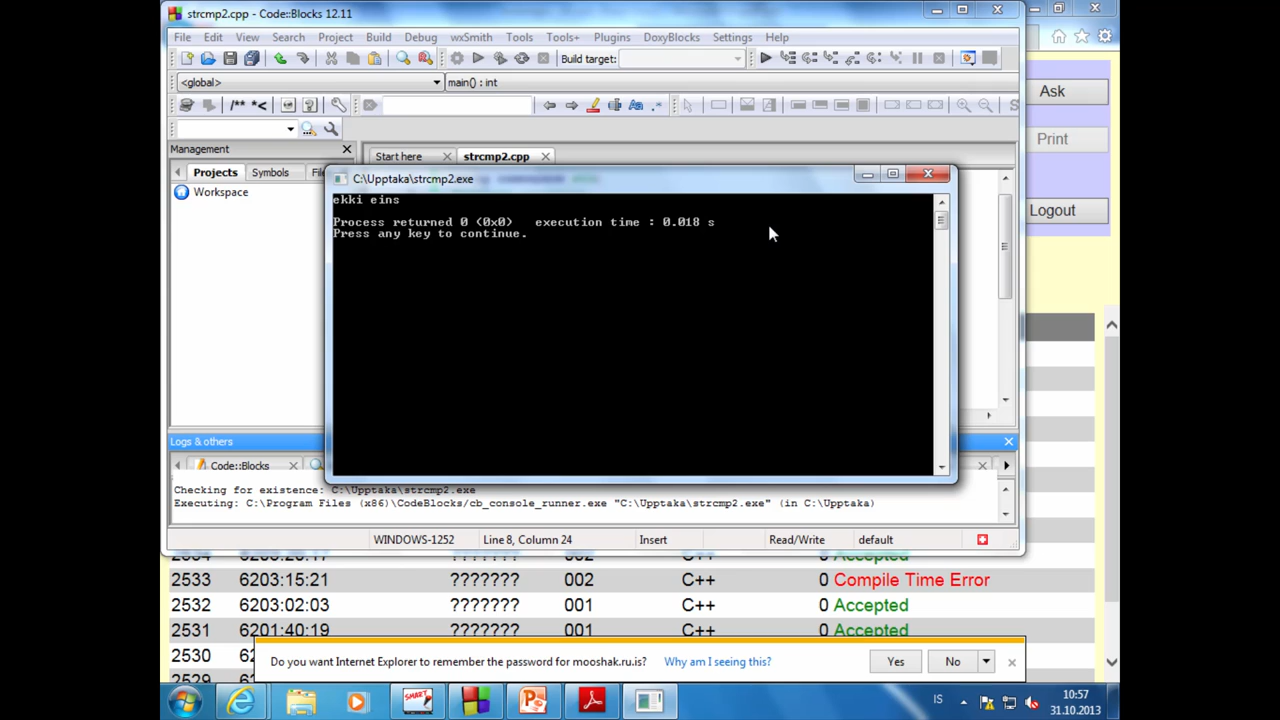 strcmp2.cpp - Code::Blocks 12.11
File Edit View Search Project Build Debug wxSmith Tools Tools+ Plugins DoxyBlocks Settings Help
Build target:
<global> main() : int
/** *<
Aa .*
S
Management
Start here strcmp2.cpp
Projects Symbols
Workspace
C:\Upptaka\strcmp2.exe
ekki eins
Process returned 0 (0x0)   execution time : 0.018 s
Press any key to continue.
Ask
Print
Logout
Logs & others
Code::Blocks
Checking for existence: C:\Upptaka\strcmp2.exe
Executing: C:\Program Files (x86)\CodeBlocks/cb_console_runner.exe "C:\Upptaka\strcmp2.exe" (in C:\Upptaka)
WINDOWS-1252 Line 8, Column 24 Insert Read/Write default
2533 6203:15:21 ??????? 002 C++ 0 Compile Time Error
2532 6203:02:03 ??????? 001 C++ 0 Accepted
2531 6201:40:19 ??????? 001 C++ 0 Accepted
2530
2529
Do you want Internet Explorer to remember the password for mooshak.ru.is? Why am I seeing this? Yes No
SMART
IS
10:57
31.10.2013